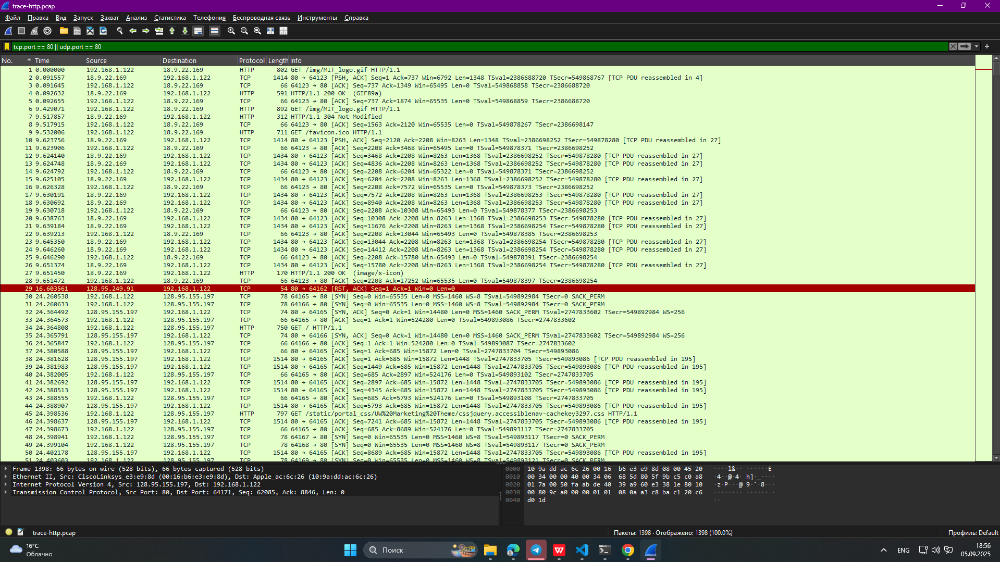 trace-http.pcap
Файл Правка Вид Запуск Захват Анализ Статистика Телефония Беспроводная связь Инструменты Справка
tcp.port == 80 || udp.port == 80
No. Time Source Destination Protocol Length Info
1 0.000000 192.168.1.122 18.9.22.169 HTTP 802 GET /img/MIT_logo.gif HTTP/1.1
2 0.091557 18.9.22.169 192.168.1.122 TCP 1414 80 → 64123 [PSH, ACK] Seq=1 Ack=737 Win=6792 Len=1348 TSval=2386688720 TSecr=549868767 [TCP PDU reassembled in 4]
3 0.091645 192.168.1.122 18.9.22.169 TCP 66 64123 → 80 [ACK] Seq=737 Ack=1349 Win=65495 Len=0 TSval=549868858 TSecr=2386688720
4 0.092632 18.9.22.169 192.168.1.122 HTTP 591 HTTP/1.1 200 OK (GIF89a)
5 0.092655 192.168.1.122 18.9.22.169 TCP 66 64123 → 80 [ACK] Seq=737 Ack=1874 Win=65535 Len=0 TSval=549868859 TSecr=2386688720
6 9.429071 192.168.1.122 18.9.22.169 HTTP 892 GET /img/MIT_logo.gif HTTP/1.1
7 9.517857 18.9.22.169 192.168.1.122 HTTP 312 HTTP/1.1 304 Not Modified
8 9.517915 192.168.1.122 18.9.22.169 TCP 66 64123 → 80 [ACK] Seq=1563 Ack=2120 Win=65535 Len=0 TSval=549878267 TSecr=2386698147
9 9.532006 192.168.1.122 18.9.22.169 HTTP 711 GET /favicon.ico HTTP/1.1
10 9.623756 18.9.22.169 192.168.1.122 TCP 1414 80 → 64123 [PSH, ACK] Seq=2120 Ack=2208 Win=8263 Len=1348 TSval=2386698252 TSecr=549878280 [TCP PDU reassembled in 27]
11 9.623906 192.168.1.122 18.9.22.169 TCP 66 64123 → 80 [ACK] Seq=2208 Ack=3468 Win=65495 Len=0 TSval=549878371 TSecr=2386698252
12 9.624140 18.9.22.169 192.168.1.122 TCP 1434 80 → 64123 [ACK] Seq=3468 Ack=2208 Win=8263 Len=1368 TSval=2386698252 TSecr=549878280 [TCP PDU reassembled in 27]
13 9.624748 18.9.22.169 192.168.1.122 TCP 1434 80 → 64123 [ACK] Seq=4836 Ack=2208 Win=8263 Len=1368 TSval=2386698252 TSecr=549878280 [TCP PDU reassembled in 27]
14 9.624792 192.168.1.122 18.9.22.169 TCP 66 64123 → 80 [ACK] Seq=2208 Ack=6204 Win=65322 Len=0 TSval=549878371 TSecr=2386698252
15 9.625105 18.9.22.169 192.168.1.122 TCP 1434 80 → 64123 [ACK] Seq=6204 Ack=2208 Win=8263 Len=1368 TSval=2386698252 TSecr=549878280 [TCP PDU reassembled in 27]
16 9.626328 192.168.1.122 18.9.22.169 TCP 66 64123 → 80 [ACK] Seq=2208 Ack=7572 Win=65535 Len=0 TSval=549878373 TSecr=2386698252
17 9.630191 18.9.22.169 192.168.1.122 TCP 1434 80 → 64123 [ACK] Seq=7572 Ack=2208 Win=8263 Len=1368 TSval=2386698253 TSecr=549878280 [TCP PDU reassembled in 27]
18 9.630692 18.9.22.169 192.168.1.122 TCP 1434 80 → 64123 [ACK] Seq=8940 Ack=2208 Win=8263 Len=1368 TSval=2386698253 TSecr=549878280 [TCP PDU reassembled in 27]
19 9.630718 192.168.1.122 18.9.22.169 TCP 66 64123 → 80 [ACK] Seq=2208 Ack=10308 Win=65493 Len=0 TSval=549878377 TSecr=2386698253
20 9.638763 18.9.22.169 192.168.1.122 TCP 1434 80 → 64123 [ACK] Seq=10308 Ack=2208 Win=8263 Len=1368 TSval=2386698253 TSecr=549878280 [TCP PDU reassembled in 27]
21 9.639184 18.9.22.169 192.168.1.122 TCP 1434 80 → 64123 [ACK] Seq=11676 Ack=2208 Win=8263 Len=1368 TSval=2386698254 TSecr=549878280 [TCP PDU reassembled in 27]
22 9.639213 192.168.1.122 18.9.22.169 TCP 66 64123 → 80 [ACK] Seq=2208 Ack=13044 Win=65493 Len=0 TSval=549878385 TSecr=2386698253
23 9.645350 18.9.22.169 192.168.1.122 TCP 1434 80 → 64123 [ACK] Seq=13044 Ack=2208 Win=8263 Len=1368 TSval=2386698254 TSecr=549878280 [TCP PDU reassembled in 27]
24 9.646260 18.9.22.169 192.168.1.122 TCP 1434 80 → 64123 [ACK] Seq=14412 Ack=2208 Win=8263 Len=1368 TSval=2386698254 TSecr=549878280 [TCP PDU reassembled in 27]
25 9.646290 192.168.1.122 18.9.22.169 TCP 66 64123 → 80 [ACK] Seq=2208 Ack=15780 Win=65493 Len=0 TSval=549878391 TSecr=2386698254
26 9.651374 18.9.22.169 192.168.1.122 TCP 1434 80 → 64123 [ACK] Seq=15780 Ack=2208 Win=8263 Len=1368 TSval=2386698254 TSecr=549878280 [TCP PDU reassembled in 27]
27 9.651450 18.9.22.169 192.168.1.122 HTTP 170 HTTP/1.1 200 OK (image/x-icon)
28 9.651472 192.168.1.122 18.9.22.169 TCP 66 64123 → 80 [ACK] Seq=2208 Ack=17252 Win=65535 Len=0 TSval=549878397 TSecr=2386698254
29 16.603561 128.95.249.91 192.168.1.122 TCP 54 80 → 64162 [RST, ACK] Seq=1 Ack=1 Win=0 Len=0
30 24.260538 192.168.1.122 128.95.155.197 TCP 78 64165 → 80 [SYN] Seq=0 Win=65535 Len=0 MSS=1460 WS=8 TSval=549892984 TSecr=0 SACK_PERM
31 24.260633 192.168.1.122 128.95.155.197 TCP 78 64166 → 80 [SYN] Seq=0 Win=65535 Len=0 MSS=1460 WS=8 TSval=549892984 TSecr=0 SACK_PERM
32 24.364492 128.95.155.197 192.168.1.122 TCP 74 80 → 64165 [SYN, ACK] Seq=0 Ack=1 Win=14480 Len=0 MSS=1460 SACK_PERM TSval=2747833602 TSecr=549892984 WS=256
33 24.364573 192.168.1.122 128.95.155.197 TCP 66 64165 → 80 [ACK] Seq=1 Ack=1 Win=524280 Len=0 TSval=549893086 TSecr=2747833602
34 24.364808 192.168.1.122 128.95.155.197 HTTP 750 GET / HTTP/1.1
35 24.365791 128.95.155.197 192.168.1.122 TCP 74 80 → 64166 [SYN, ACK] Seq=0 Ack=1 Win=14480 Len=0 MSS=1460 SACK_PERM TSval=2747833602 TSecr=549892984 WS=256
36 24.365847 192.168.1.122 128.95.155.197 TCP 66 64166 → 80 [ACK] Seq=1 Ack=1 Win=524280 Len=0 TSval=549893087 TSecr=2747833602
37 24.380588 128.95.155.197 192.168.1.122 TCP 66 80 → 64165 [ACK] Seq=1 Ack=685 Win=15872 Len=0 TSval=2747833704 TSecr=549893086
38 24.381628 128.95.155.197 192.168.1.122 TCP 1514 80 → 64165 [ACK] Seq=1 Ack=685 Win=15872 Len=1448 TSval=2747833705 TSecr=549893086 [TCP PDU reassembled in 195]
39 24.381983 128.95.155.197 192.168.1.122 TCP 1514 80 → 64165 [ACK] Seq=1449 Ack=685 Win=15872 Len=1448 TSval=2747833705 TSecr=549893086 [TCP PDU reassembled in 195]
40 24.382005 192.168.1.122 128.95.155.197 TCP 66 64165 → 80 [ACK] Seq=685 Ack=2897 Win=524176 Len=0 TSval=549893102 TSecr=2747833705
41 24.382692 128.95.155.197 192.168.1.122 TCP 1514 80 → 64165 [ACK] Seq=2897 Ack=685 Win=15872 Len=1448 TSval=2747833705 TSecr=549893086 [TCP PDU reassembled in 195]
42 24.388513 128.95.155.197 192.168.1.122 TCP 1514 80 → 64165 [ACK] Seq=4345 Ack=685 Win=15872 Len=1448 TSval=2747833705 TSecr=549893086 [TCP PDU reassembled in 195]
43 24.388555 192.168.1.122 128.95.155.197 TCP 66 64165 → 80 [ACK] Seq=685 Ack=5793 Win=524176 Len=0 TSval=549893108 TSecr=2747833705
44 24.388907 128.95.155.197 192.168.1.122 TCP 1514 80 → 64165 [ACK] Seq=5793 Ack=685 Win=15872 Len=1448 TSval=2747833705 TSecr=549893086 [TCP PDU reassembled in 195]
45 24.398536 192.168.1.122 128.95.155.197 HTTP 797 GET /static/portal_css/UW%20Marketing%20Theme/cssjquery.accessiblenav-cachekey3297.css HTTP/1.1
46 24.398637 128.95.155.197 192.168.1.122 TCP 1514 80 → 64165 [ACK] Seq=7241 Ack=685 Win=15872 Len=1448 TSval=2747833705 TSecr=549893086 [TCP PDU reassembled in 195]
47 24.398673 192.168.1.122 128.95.155.197 TCP 66 64165 → 80 [ACK] Seq=685 Ack=8689 Win=524176 Len=0 TSval=549893117 TSecr=2747833705
48 24.398941 192.168.1.122 128.95.155.197 TCP 78 64167 → 80 [SYN] Seq=0 Win=65535 Len=0 MSS=1460 WS=8 TSval=549893117 TSecr=0 SACK_PERM
49 24.399104 192.168.1.122 128.95.155.197 TCP 78 64168 → 80 [SYN] Seq=0 Win=65535 Len=0 MSS=1460 WS=8 TSval=549893117 TSecr=0 SACK_PERM
50 24.402178 128.95.155.197 192.168.1.122 TCP 1514 80 → 64165 [ACK] Seq=8689 Ack=685 Win=15872 Len=1448 TSval=2747833705 TSecr=549893086 [TCP PDU reassembled in 195]
51 24.403603 192.168.1.122 128.95.155.197 TCP 78 64169 → 80 [SYN] Seq=0 Win=65535 Len=0 MSS=1460 WS=8 TSval=549893121 TSecr=0 SACK_PERM
Frame 1398: 66 bytes on wire (528 bits), 66 bytes captured (528 bits)
Ethernet II, Src: CiscoLinksys_e3:e9:8d (00:16:b6:e3:e9:8d), Dst: Apple_ac:6c:26 (10:9a:dd:ac:6c:26)
Internet Protocol Version 4, Src: 128.95.155.197, Dst: 192.168.1.122
Transmission Control Protocol, Src Port: 80, Dst Port: 64171, Seq: 62085, Ack: 8846, Len: 0
0000 10 9a dd ac 6c 26 00 16 b6 e3 e9 8d 08 00 45 20 ····l&·· ······E
0010 00 34 00 00 40 00 34 06 68 5d 80 5f 9b c5 c0 a8 ·4··@·4· h]·_····
0020 01 7a 00 50 fa ab de 40 39 a9 60 e3 38 1e 80 10 ·z·P···@ 9·`·8···
0030 00 80 9c a0 00 00 01 01 08 0a a3 c8 ba c1 20 c6 ········ ······ ·
0040 d0 1d ··
trace-http.pcap Пакеты: 1398 · Отображено: 1398 (100.0%) Профиль: Default
16°C
Облачно
Поиск
ENG
18:56
05.09.2025